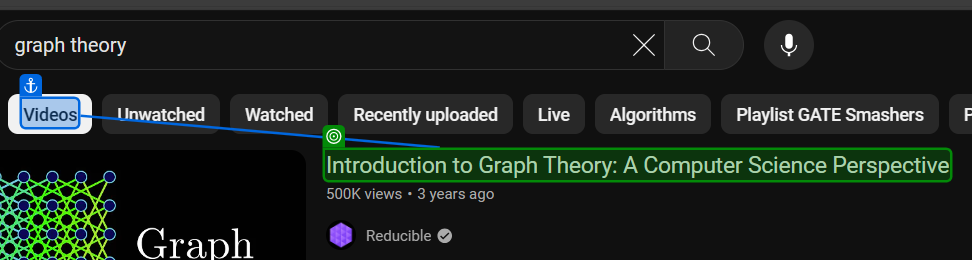 graph theory
Videos Unwatched Watched Recently uploaded Live Algorithms Playlist GATE Smashers
Introduction to Graph Theory: A Computer Science Perspective
500K views • 3 years ago
Graph
Reducible